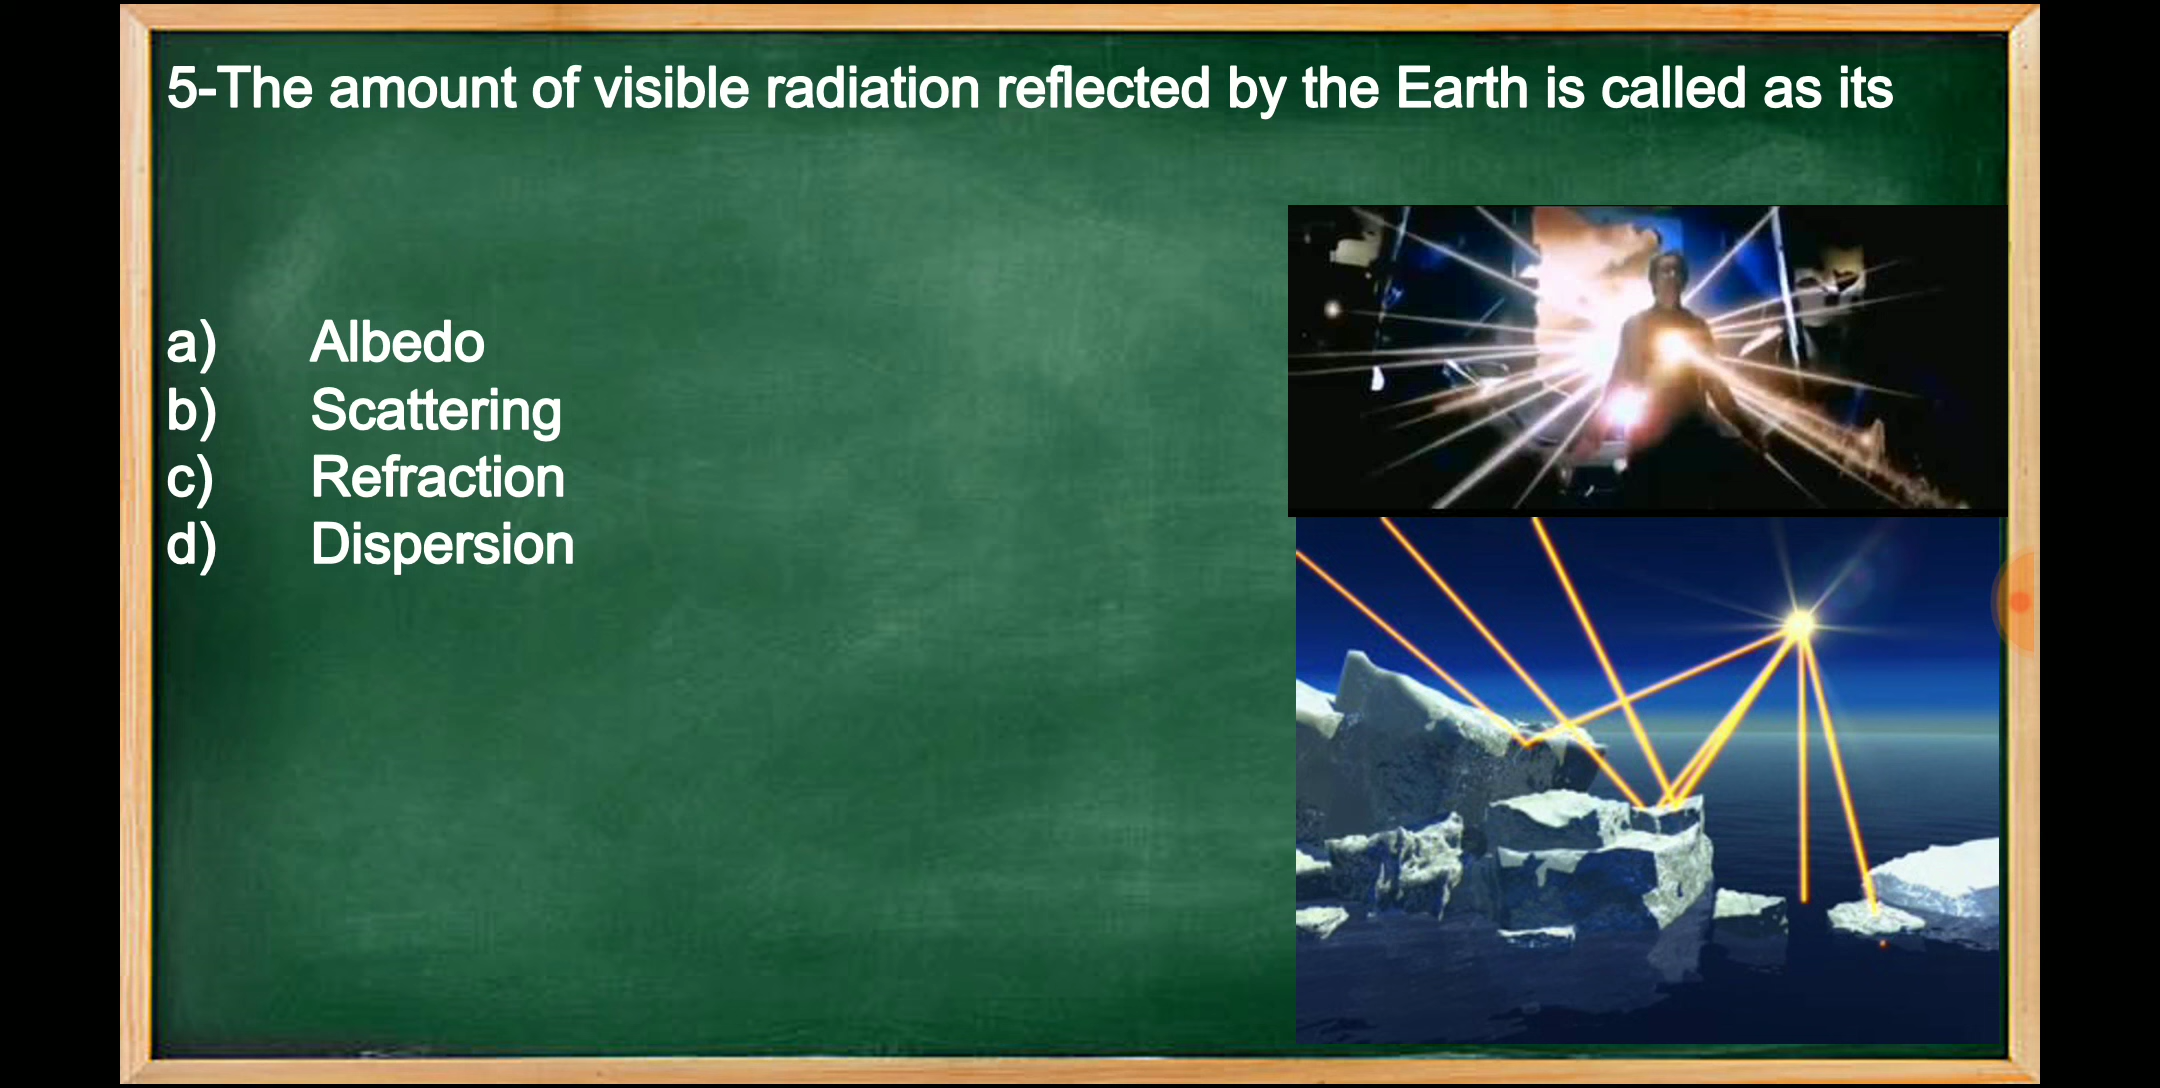 5-The amount of visible radiation reflected by the Earth is called as its
a) Albedo
b) Scattering
c) Refraction
d) Dispersion